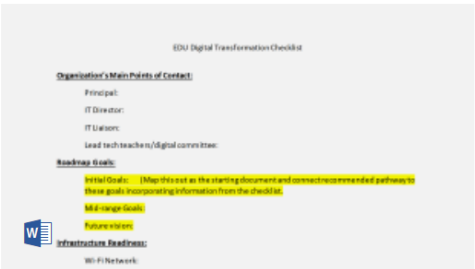 EDU Digital Transformation Checklist
Organization's Main Points of Contact:
Principal:
IT Director:
IT Liaison:
Lead tech teachers/digital committee:
Roadmap Goals:
Initial Goals: (Map this out as the starting document and connect recommended pathway to
these goals incorporating information from the checklist.
Mid-range Goals:
Future vision:
W
Infrastructure Readiness:
Wi-Fi Network: